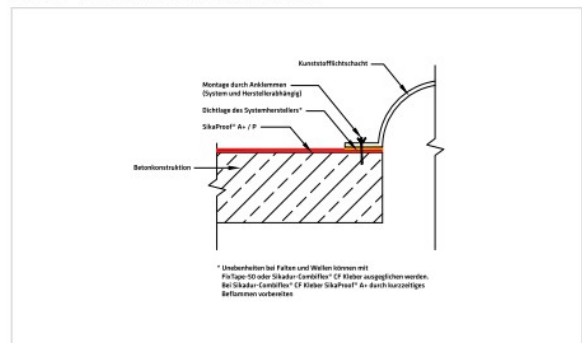 Kunststofflichtschacht
Montage durch Anklemmen
(System und Herstellerabhängig)
Dichtlage des Systemherstellers*
SikaProof® A+ / P
Betonkonstruktion
* Unebenheiten bei Falten und Wellen können mit
FixTape-50 oder Sikadur-Combiflex® CF Kleber ausgeglichen werden.
Bei Sikadur-Combiflex® CF Kleber SikaProof® A+ durch kurzzeitiges
Beflammen vorbereiten